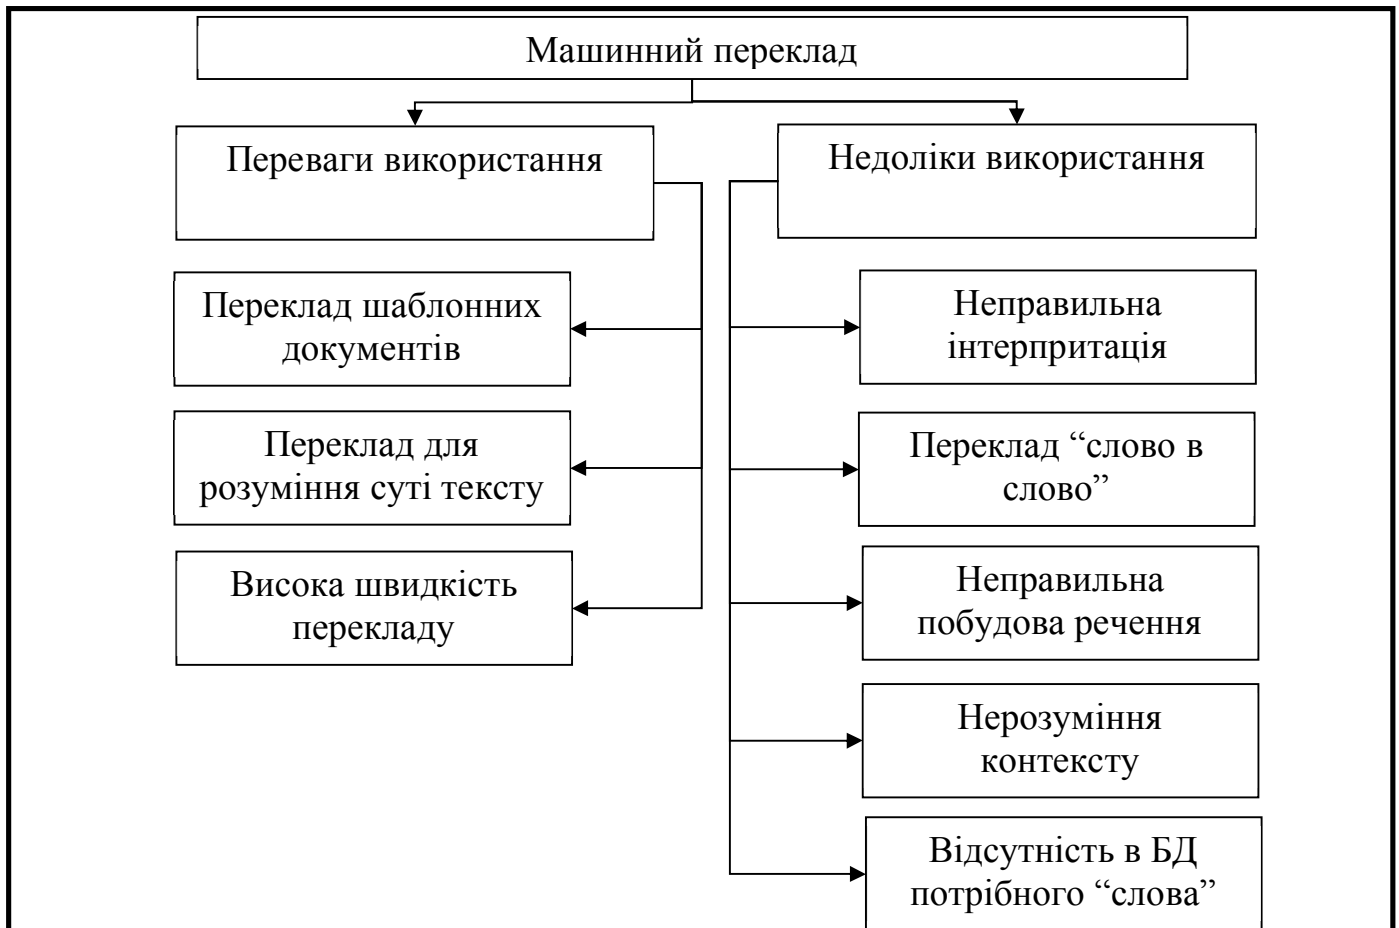 Машинний переклад
Переваги використання
Недоліки використання
Переклад шаблонних
документів
Переклад для
розуміння суті тексту
Висока швидкість
перекладу
Неправильна
інтерпритація
Переклад “слово в
слово”
Неправильна
побудова речення
Нерозуміння
контексту
Відсутність в БД
потрібного “слова”